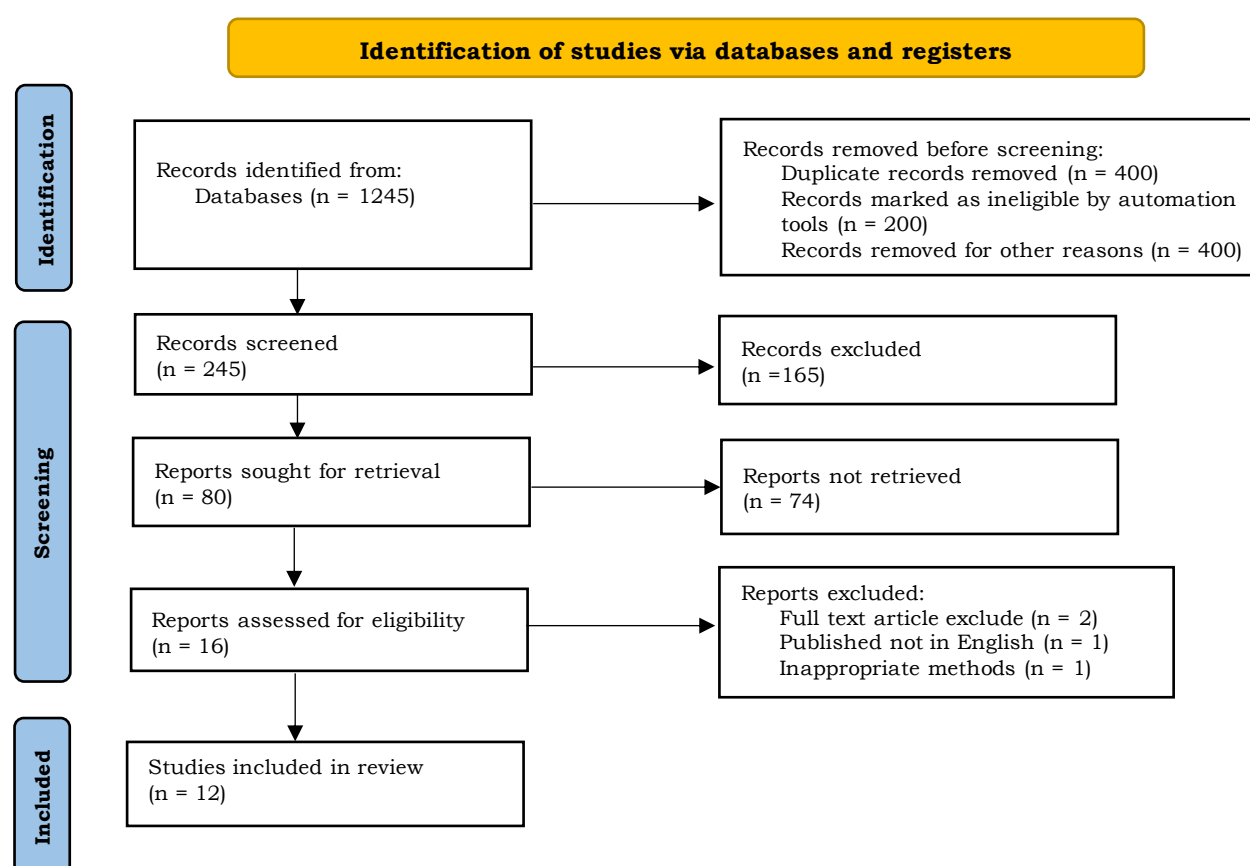 Identification of studies via databases and registers
Identification
Records identified from:
Databases (n = 1245)
Records removed before screening:
Duplicate records removed (n = 400)
Records marked as ineligible by automation
tools (n = 200)
Records removed for other reasons (n = 400)
Screening
Records screened
(n = 245)
Records excluded
(n =165)
Reports sought for retrieval
(n = 80)
Reports not retrieved
(n = 74)
Reports assessed for eligibility
(n = 16)
Reports excluded:
Full text article exclude (n = 2)
Published not in English (n = 1)
Inappropriate methods (n = 1)
Included
Studies included in review
(n = 12)